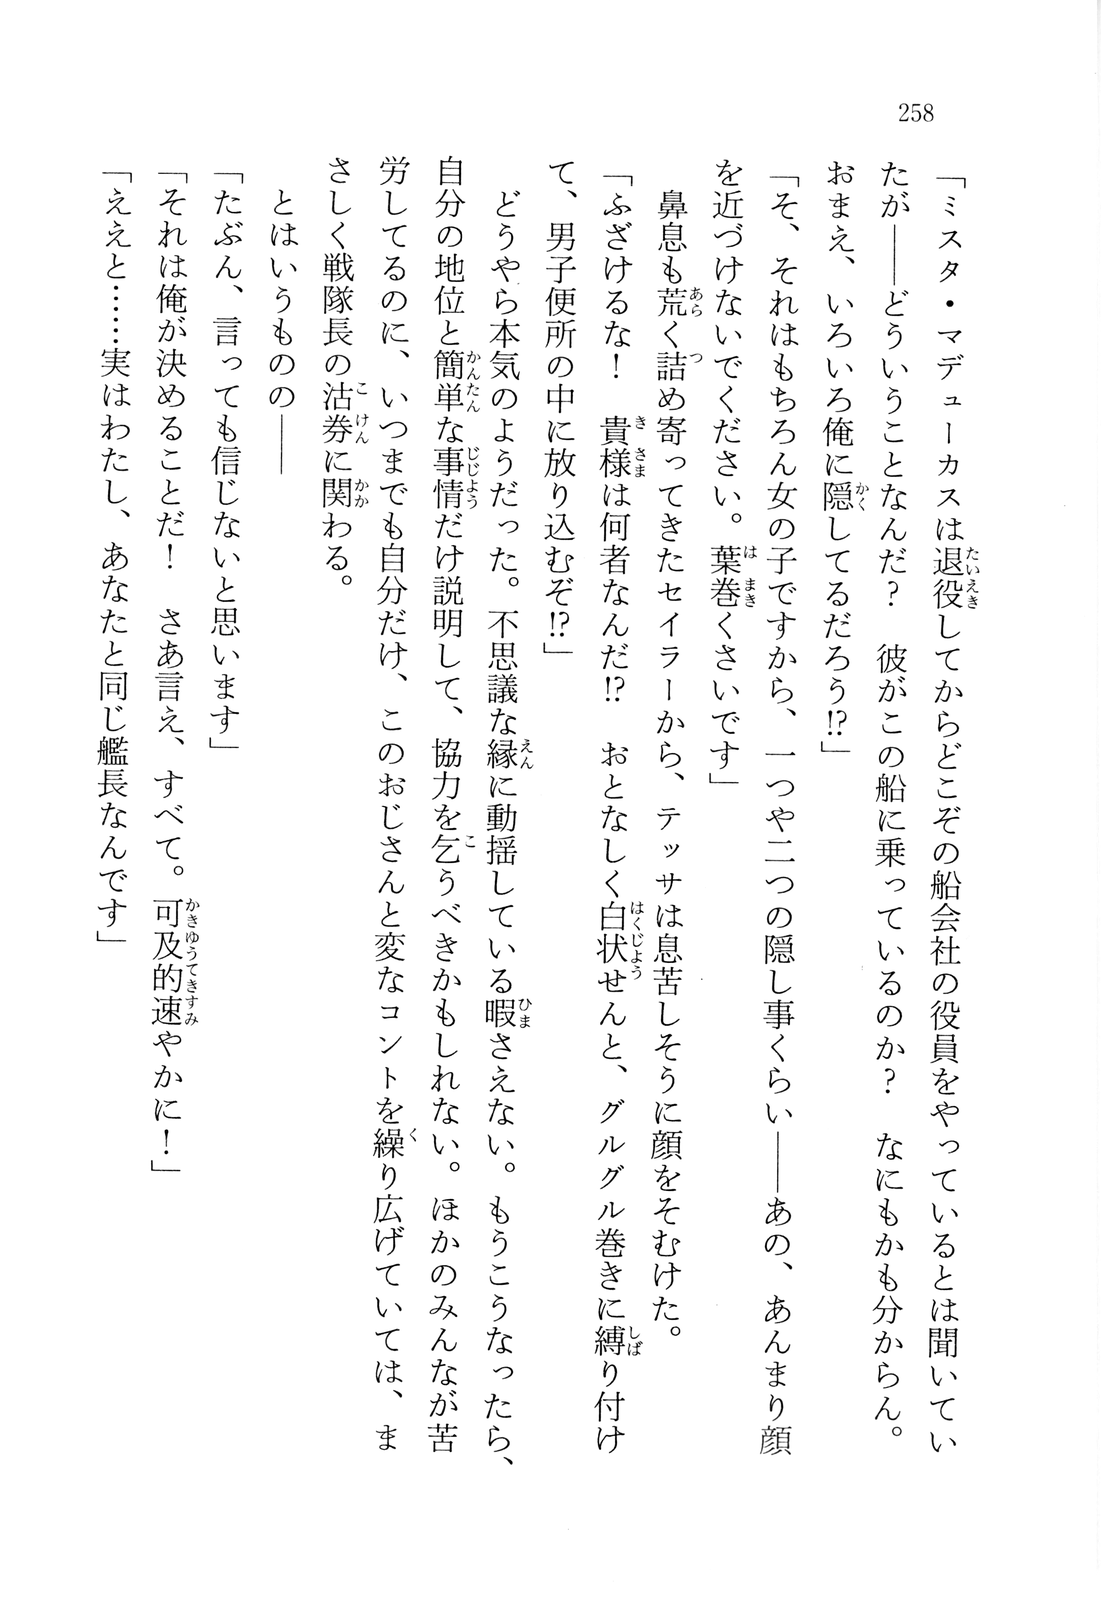 258
「ミスタ・マデューカスは退役してからどこぞの船会社の役員をやっているとは聞いてい
たが――どういうことなんだ？　彼がこの船に乗っているのか？　なにもかも分からん。
おまえ、いろいろ俺に隠してるだろう!?」
「そ、それはもちろん女の子ですから、一つや二つの隠し事くらい――あの、あんまり顔
を近づけないでください。葉巻くさいです」
　鼻息も荒く詰め寄ってきたセイラーから、テッサは息苦しそうに顔をそむけた。
「ふざけるな！　貴様は何者なんだ!?　おとなしく白状せんと、グルグル巻きに縛り付け
て、男子便所の中に放り込むぞ!?」
　どうやら本気のようだった。不思議な縁に動揺している暇さえない。もうこうなったら、
自分の地位と簡単な事情だけ説明して、協力を乞うべきかもしれない。ほかのみんなが苦
労してるのに、いつまでも自分だけ、このおじさんと変なコントを繰り広げていては、ま
さしく戦隊長の沽券に関わる。
　とはいうものの――
「たぶん、言っても信じないと思います」
「それは俺が決めることだ！　さあ言え、すべて。可及的速やかに！」
「ええと……実はわたし、あなたと同じ艦長なんです」